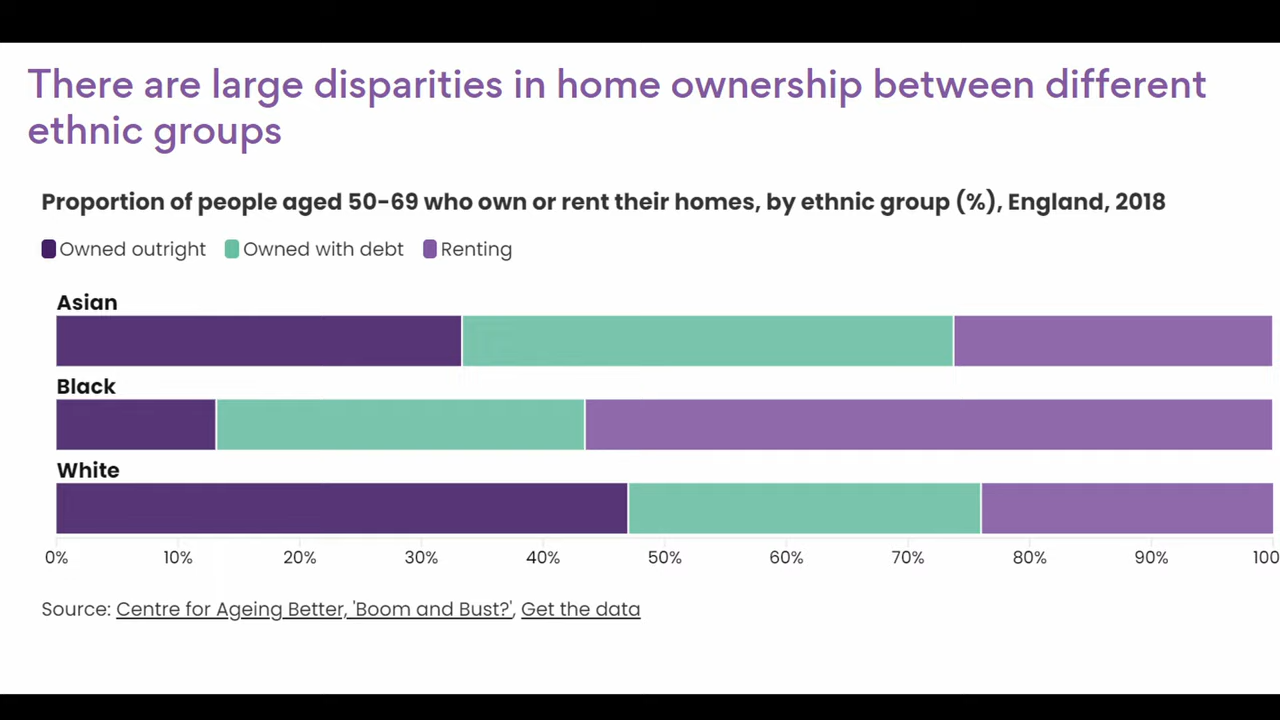 There are large disparities in home ownership between different
ethnic groups
Proportion of people aged 50-69 who own or rent their homes, by ethnic group (%), England, 2018
Owned outright Owned with debt Renting
Asian
Black
White
0% 10% 20% 30% 40% 50% 60% 70% 80% 90% 100
Source: Centre for Ageing Better, 'Boom and Bust?', Get the data